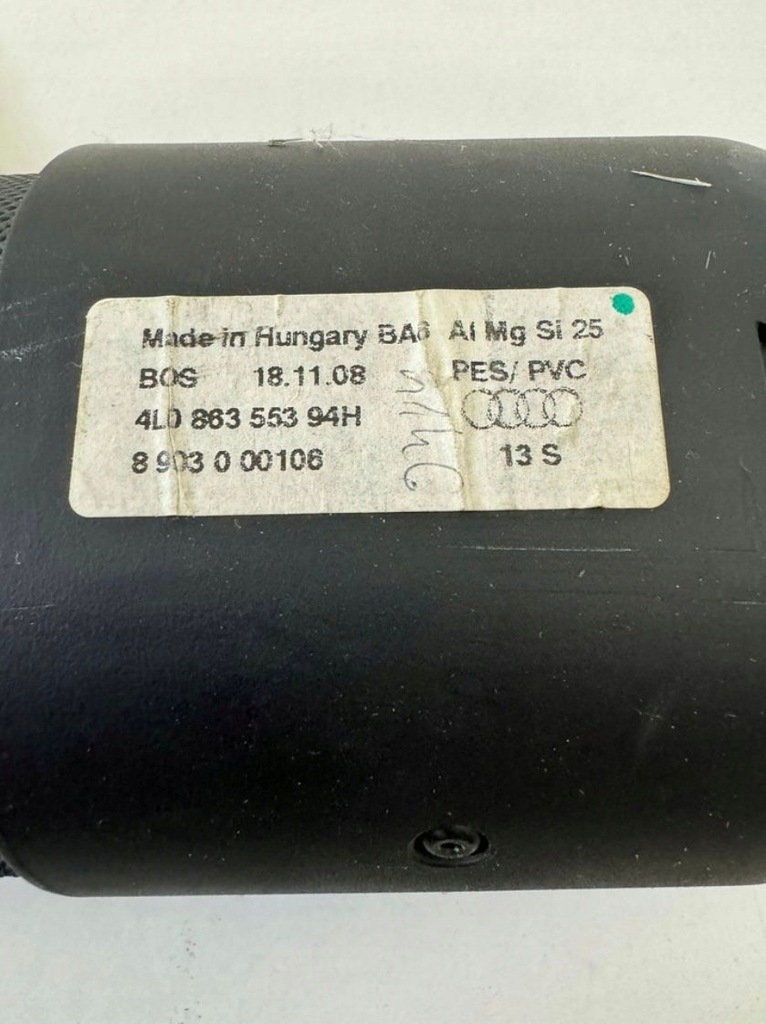 Made in Hungary BA6 Al Mg Si 25
BOS 18.11.08 PES/ PVC
4L0 863 553 94H
8 903 0 00106 13 S